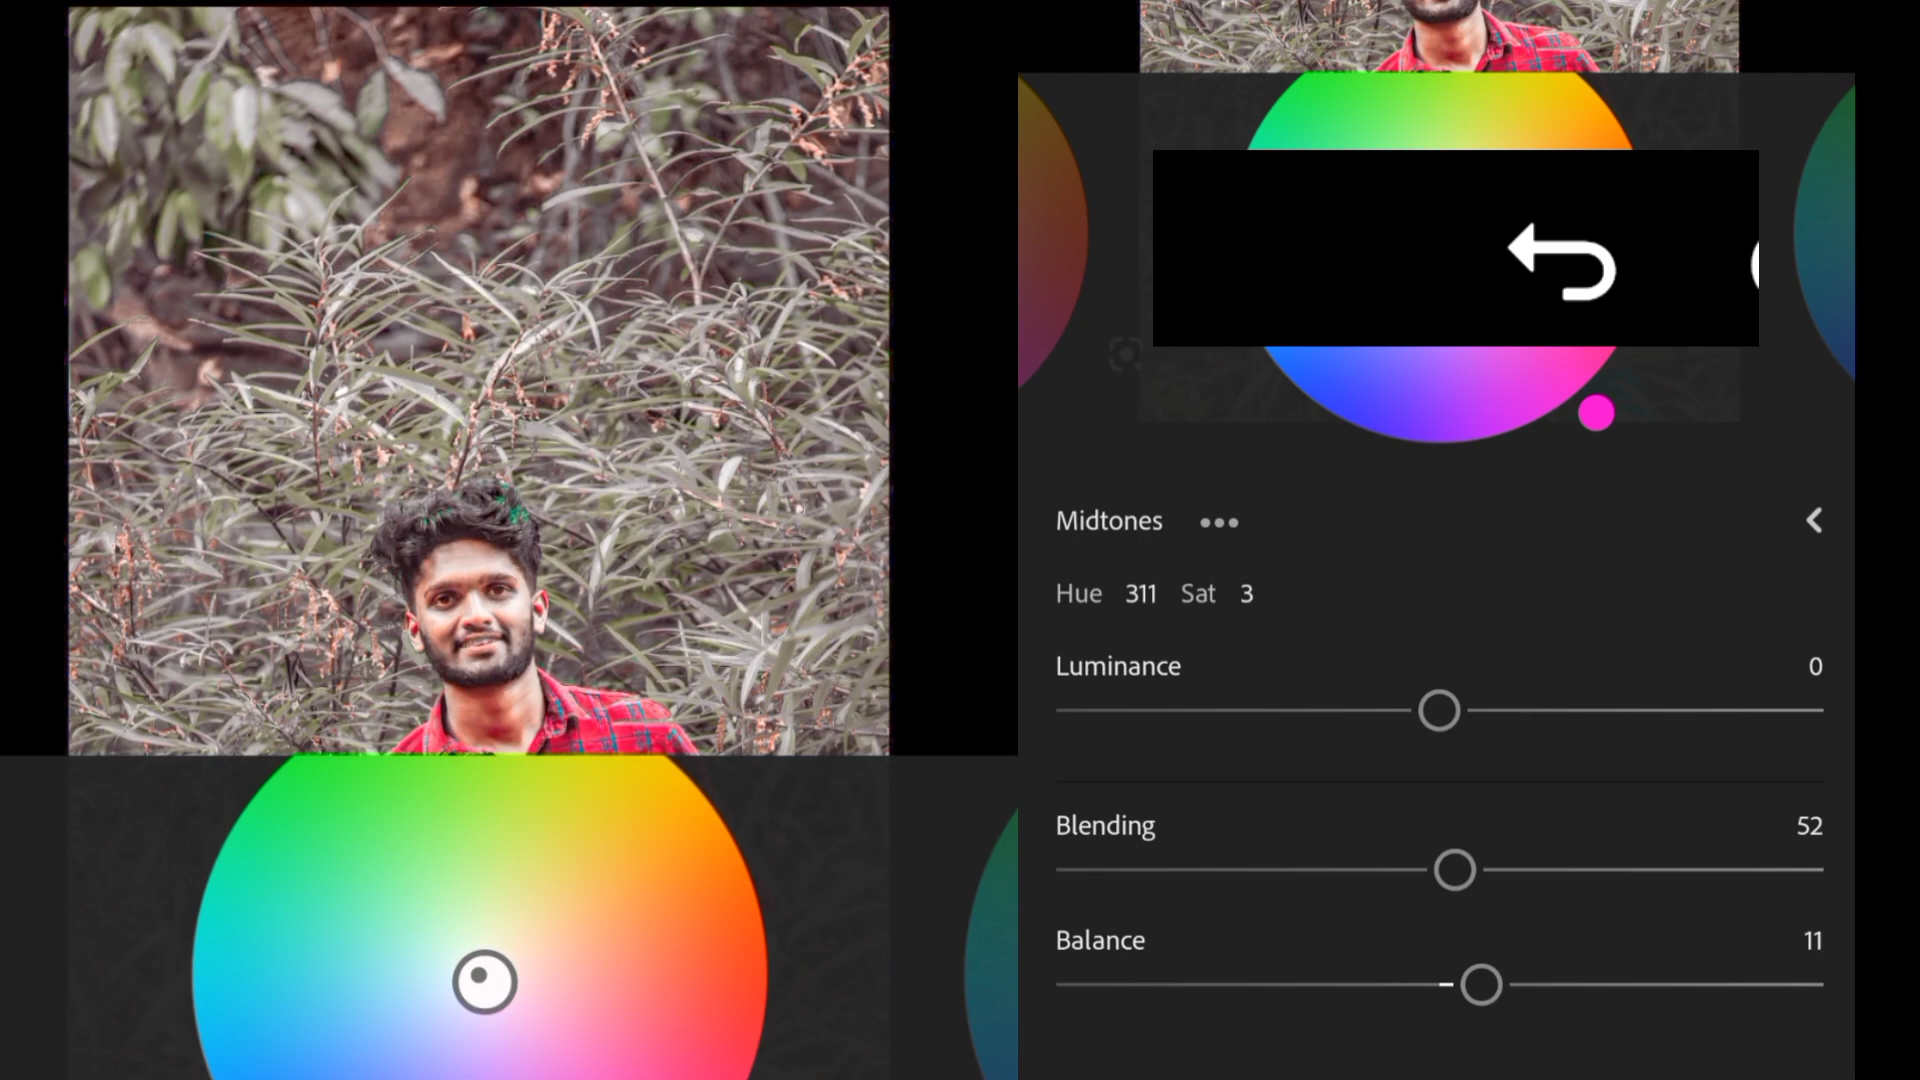 Midtones
Hue 311 Sat 3
Luminance 0
Blending 52
Balance 11